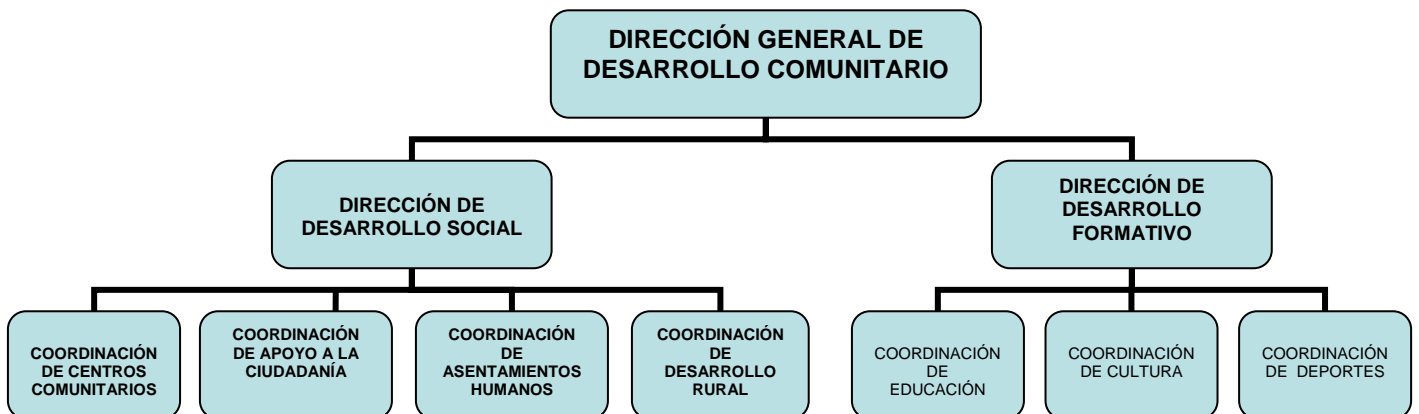 DIRECCIÓN GENERAL DE
DESARROLLO COMUNITARIO
DIRECCIÓN DE
DESARROLLO SOCIAL
DIRECCIÓN DE
DESARROLLO
FORMATIVO
COORDINACIÓN
DE CENTROS
COMUNITARIOS
COORDINACIÓN
DE APOYO A LA
CIUDADANÍA
COORDINACIÓN
DE
ASENTAMIENTOS
HUMANOS
COORDINACIÓN
DE
DESARROLLO
RURAL
COORDINACIÓN
DE
EDUCACIÓN
COORDINACIÓN
DE CULTURA
COORDINACIÓN
DE DEPORTES